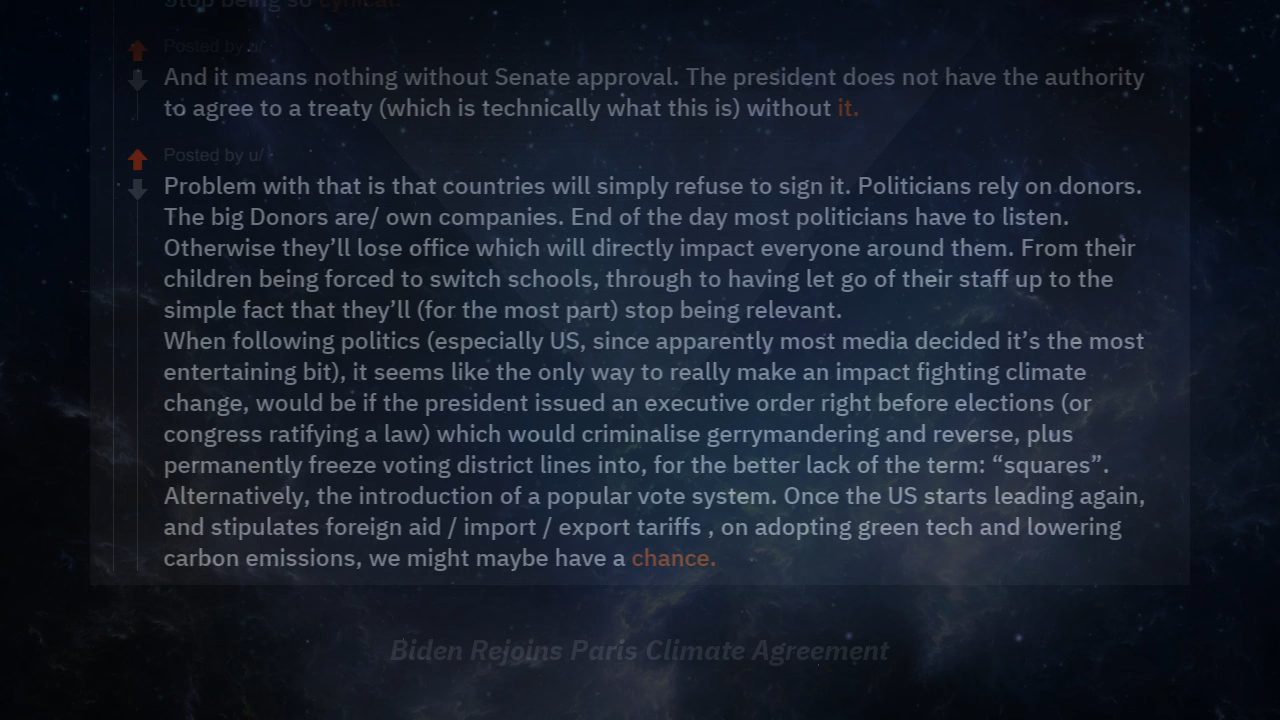 Stop being so cynical.
Posted by u/
And it means nothing without Senate approval. The president does not have the authority
to agree to a treaty (which is technically what this is) without it.
Posted by u/
Problem with that is that countries will simply refuse to sign it. Politicians rely on donors.
The big Donors are/ own companies. End of the day most politicians have to listen.
Otherwise they’ll lose office which will directly impact everyone around them. From their
children being forced to switch schools, through to having let go of their staff up to the
simple fact that they’ll (for the most part) stop being relevant.
When following politics (especially US, since apparently most media decided it’s the most
entertaining bit), it seems like the only way to really make an impact fighting climate
change, would be if the president issued an executive order right before elections (or
congress ratifying a law) which would criminalise gerrymandering and reverse, plus
permanently freeze voting district lines into, for the better lack of the term: “squares”.
Alternatively, the introduction of a popular vote system. Once the US starts leading again,
and stipulates foreign aid / import / export tariffs , on adopting green tech and lowering
carbon emissions, we might maybe have a chance.
Biden Rejoins Paris Climate Agreement